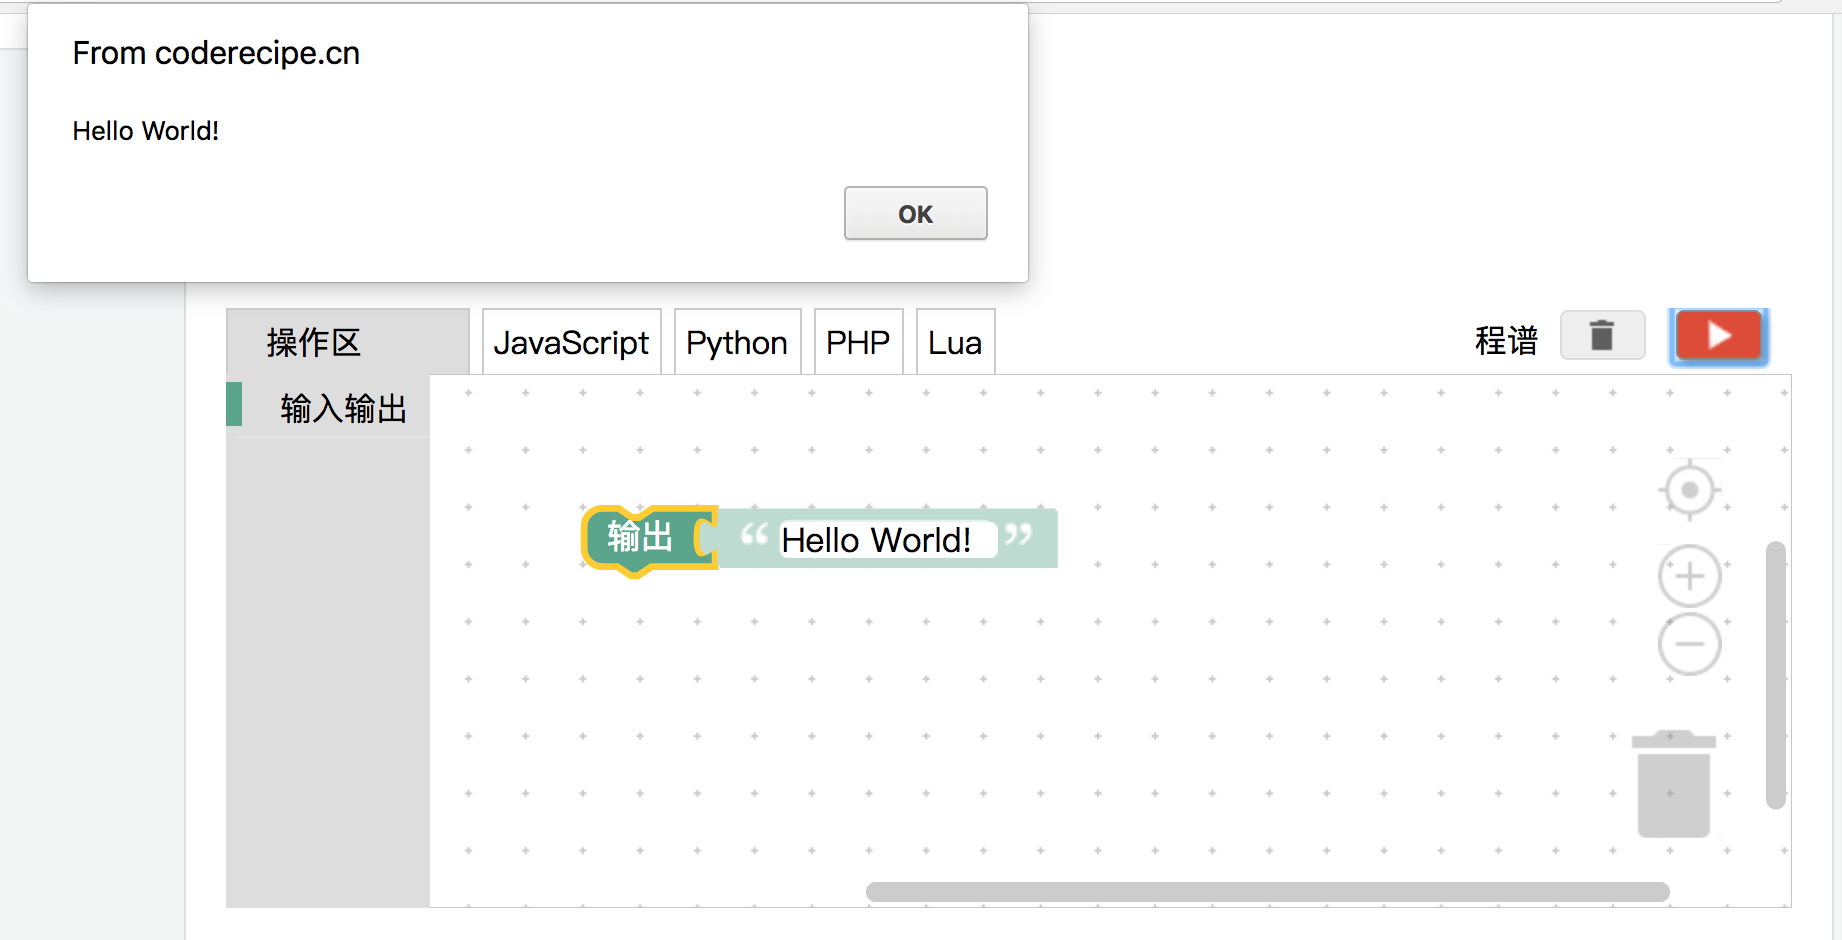 From coderecipe.cn
Hello World!
OK
操作区 JavaScript Python PHP Lua 程谱
输入输出
输出 “ Hello World! ”